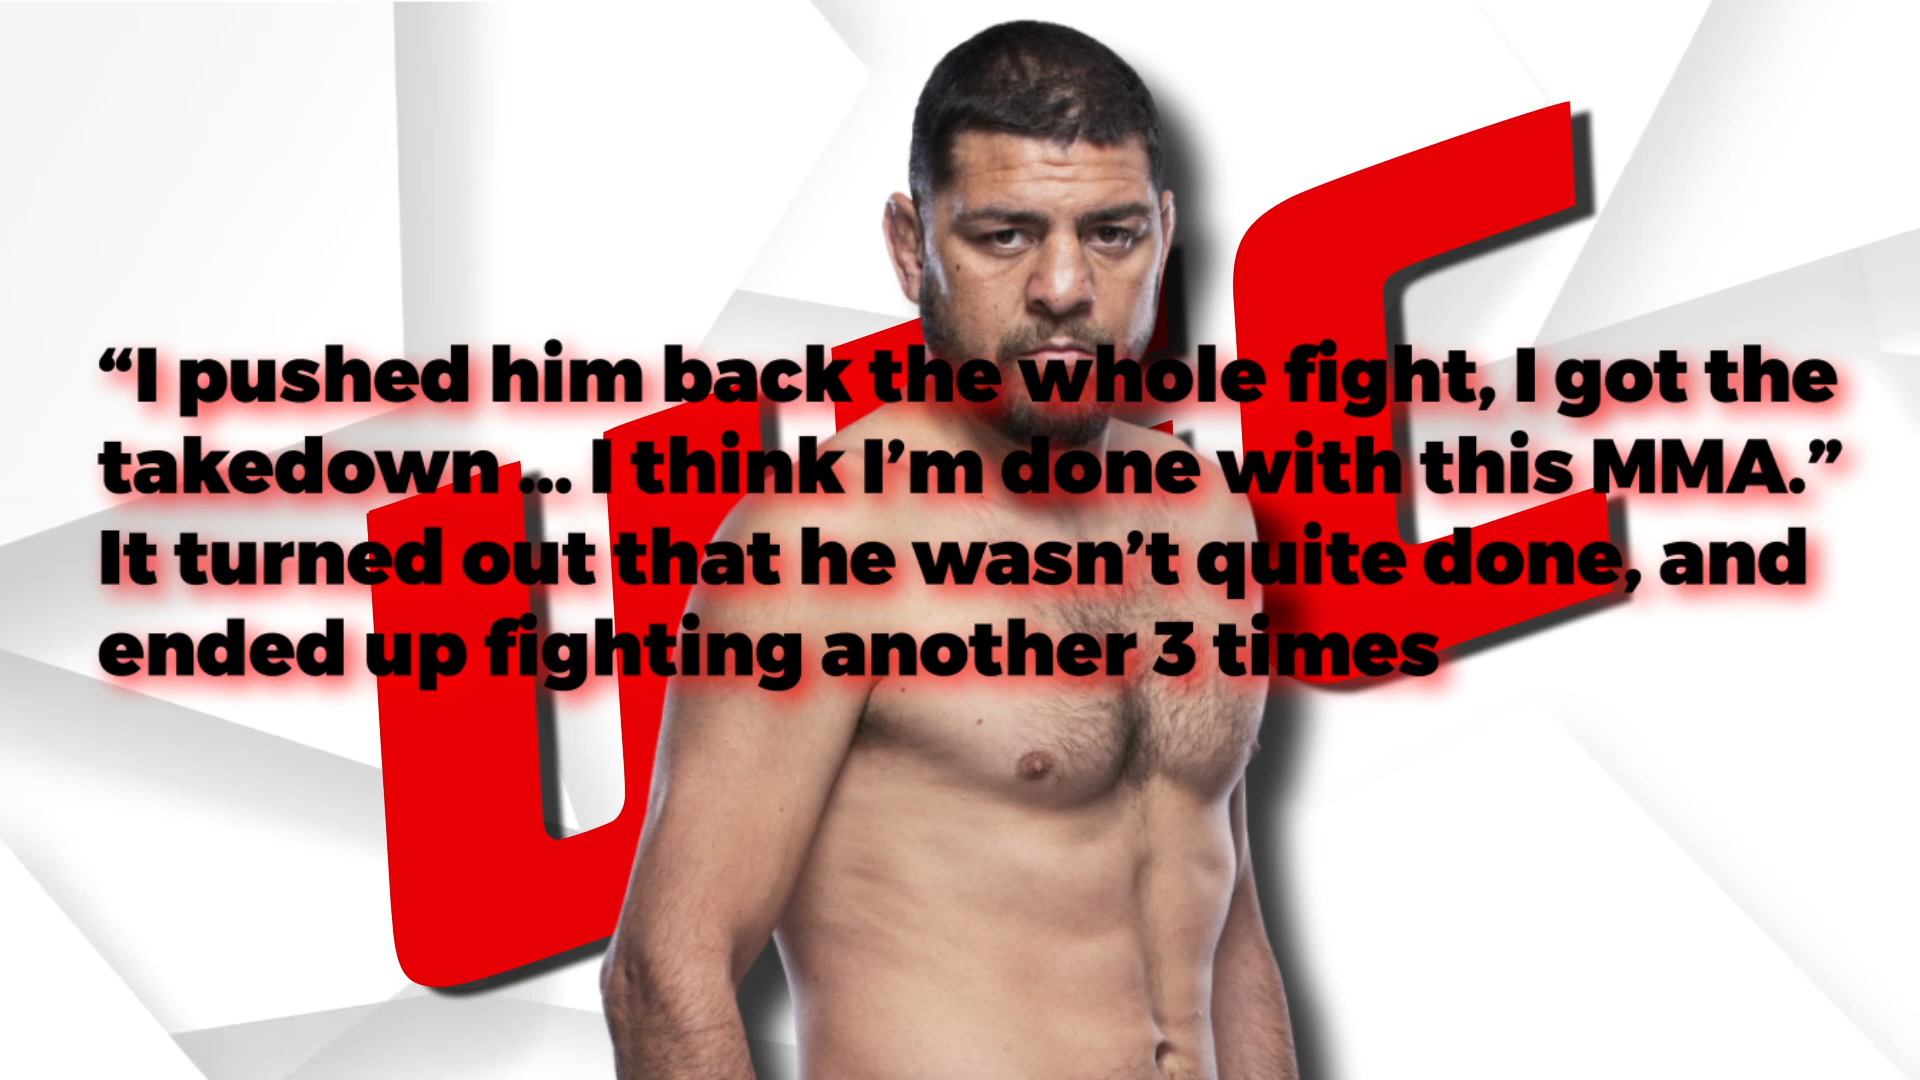 “I pushed him back the whole fight, I got the
takedown ... I think I’m done with this MMA.”
It turned out that he wasn’t quite done, and
ended up fighting another 3 times
UFC